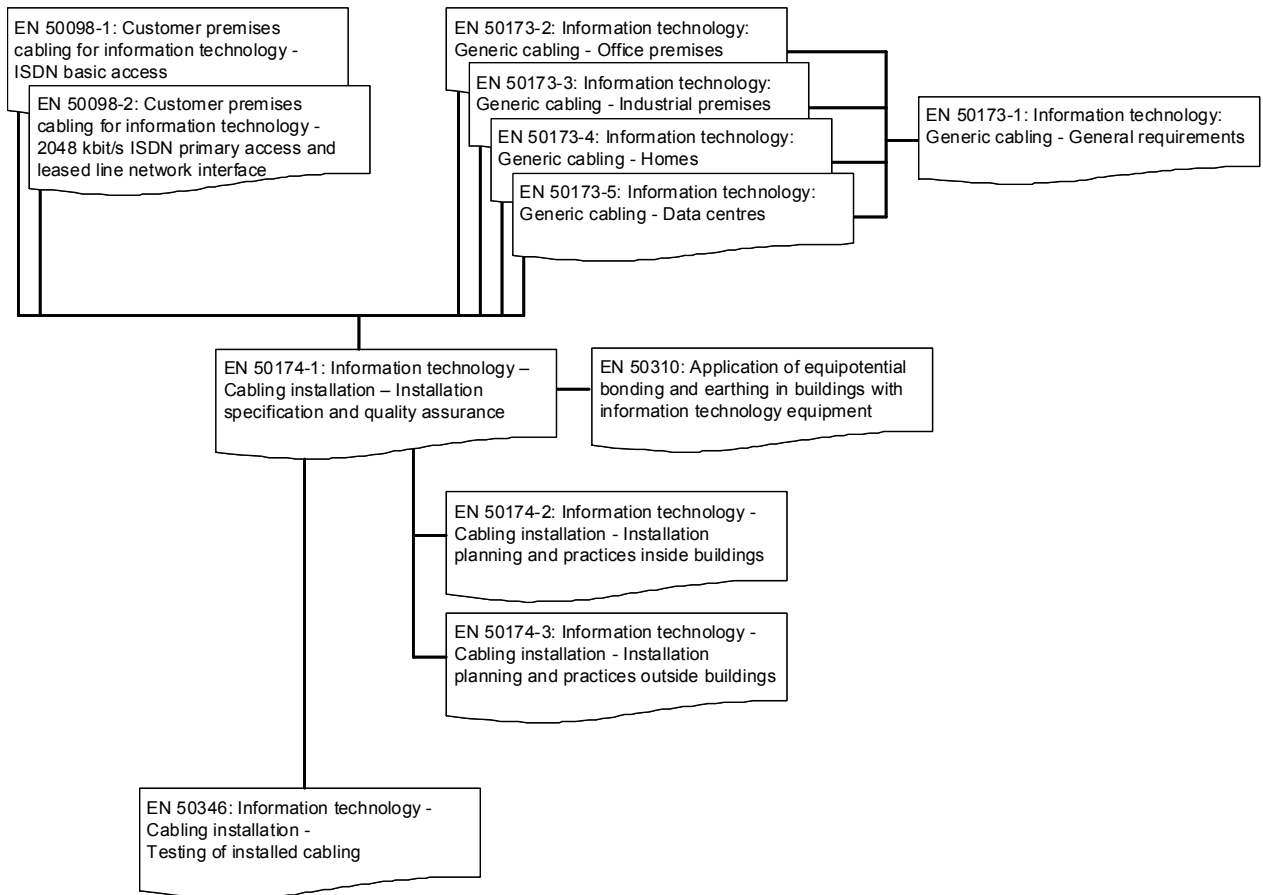 EN 50098-1: Customer premises
cabling for information technology -
ISDN basic access
EN 50098-2: Customer premises
cabling for information technology -
2048 kbit/s ISDN primary access and
leased line network interface
EN 50173-2: Information technology:
Generic cabling - Office premises
EN 50173-3: Information technology:
Generic cabling - Industrial premises
EN 50173-4: Information technology:
Generic cabling - Homes
EN 50173-5: Information technology:
Generic cabling - Data centres
EN 50173-1: Information technology:
Generic cabling - General requirements
EN 50174-1: Information technology –
Cabling installation – Installation
specification and quality assurance
EN 50310: Application of equipotential
bonding and earthing in buildings with
information technology equipment
EN 50174-2: Information technology -
Cabling installation - Installation
planning and practices inside buildings
EN 50174-3: Information technology -
Cabling installation - Installation
planning and practices outside buildings
EN 50346: Information technology -
Cabling installation -
Testing of installed cabling